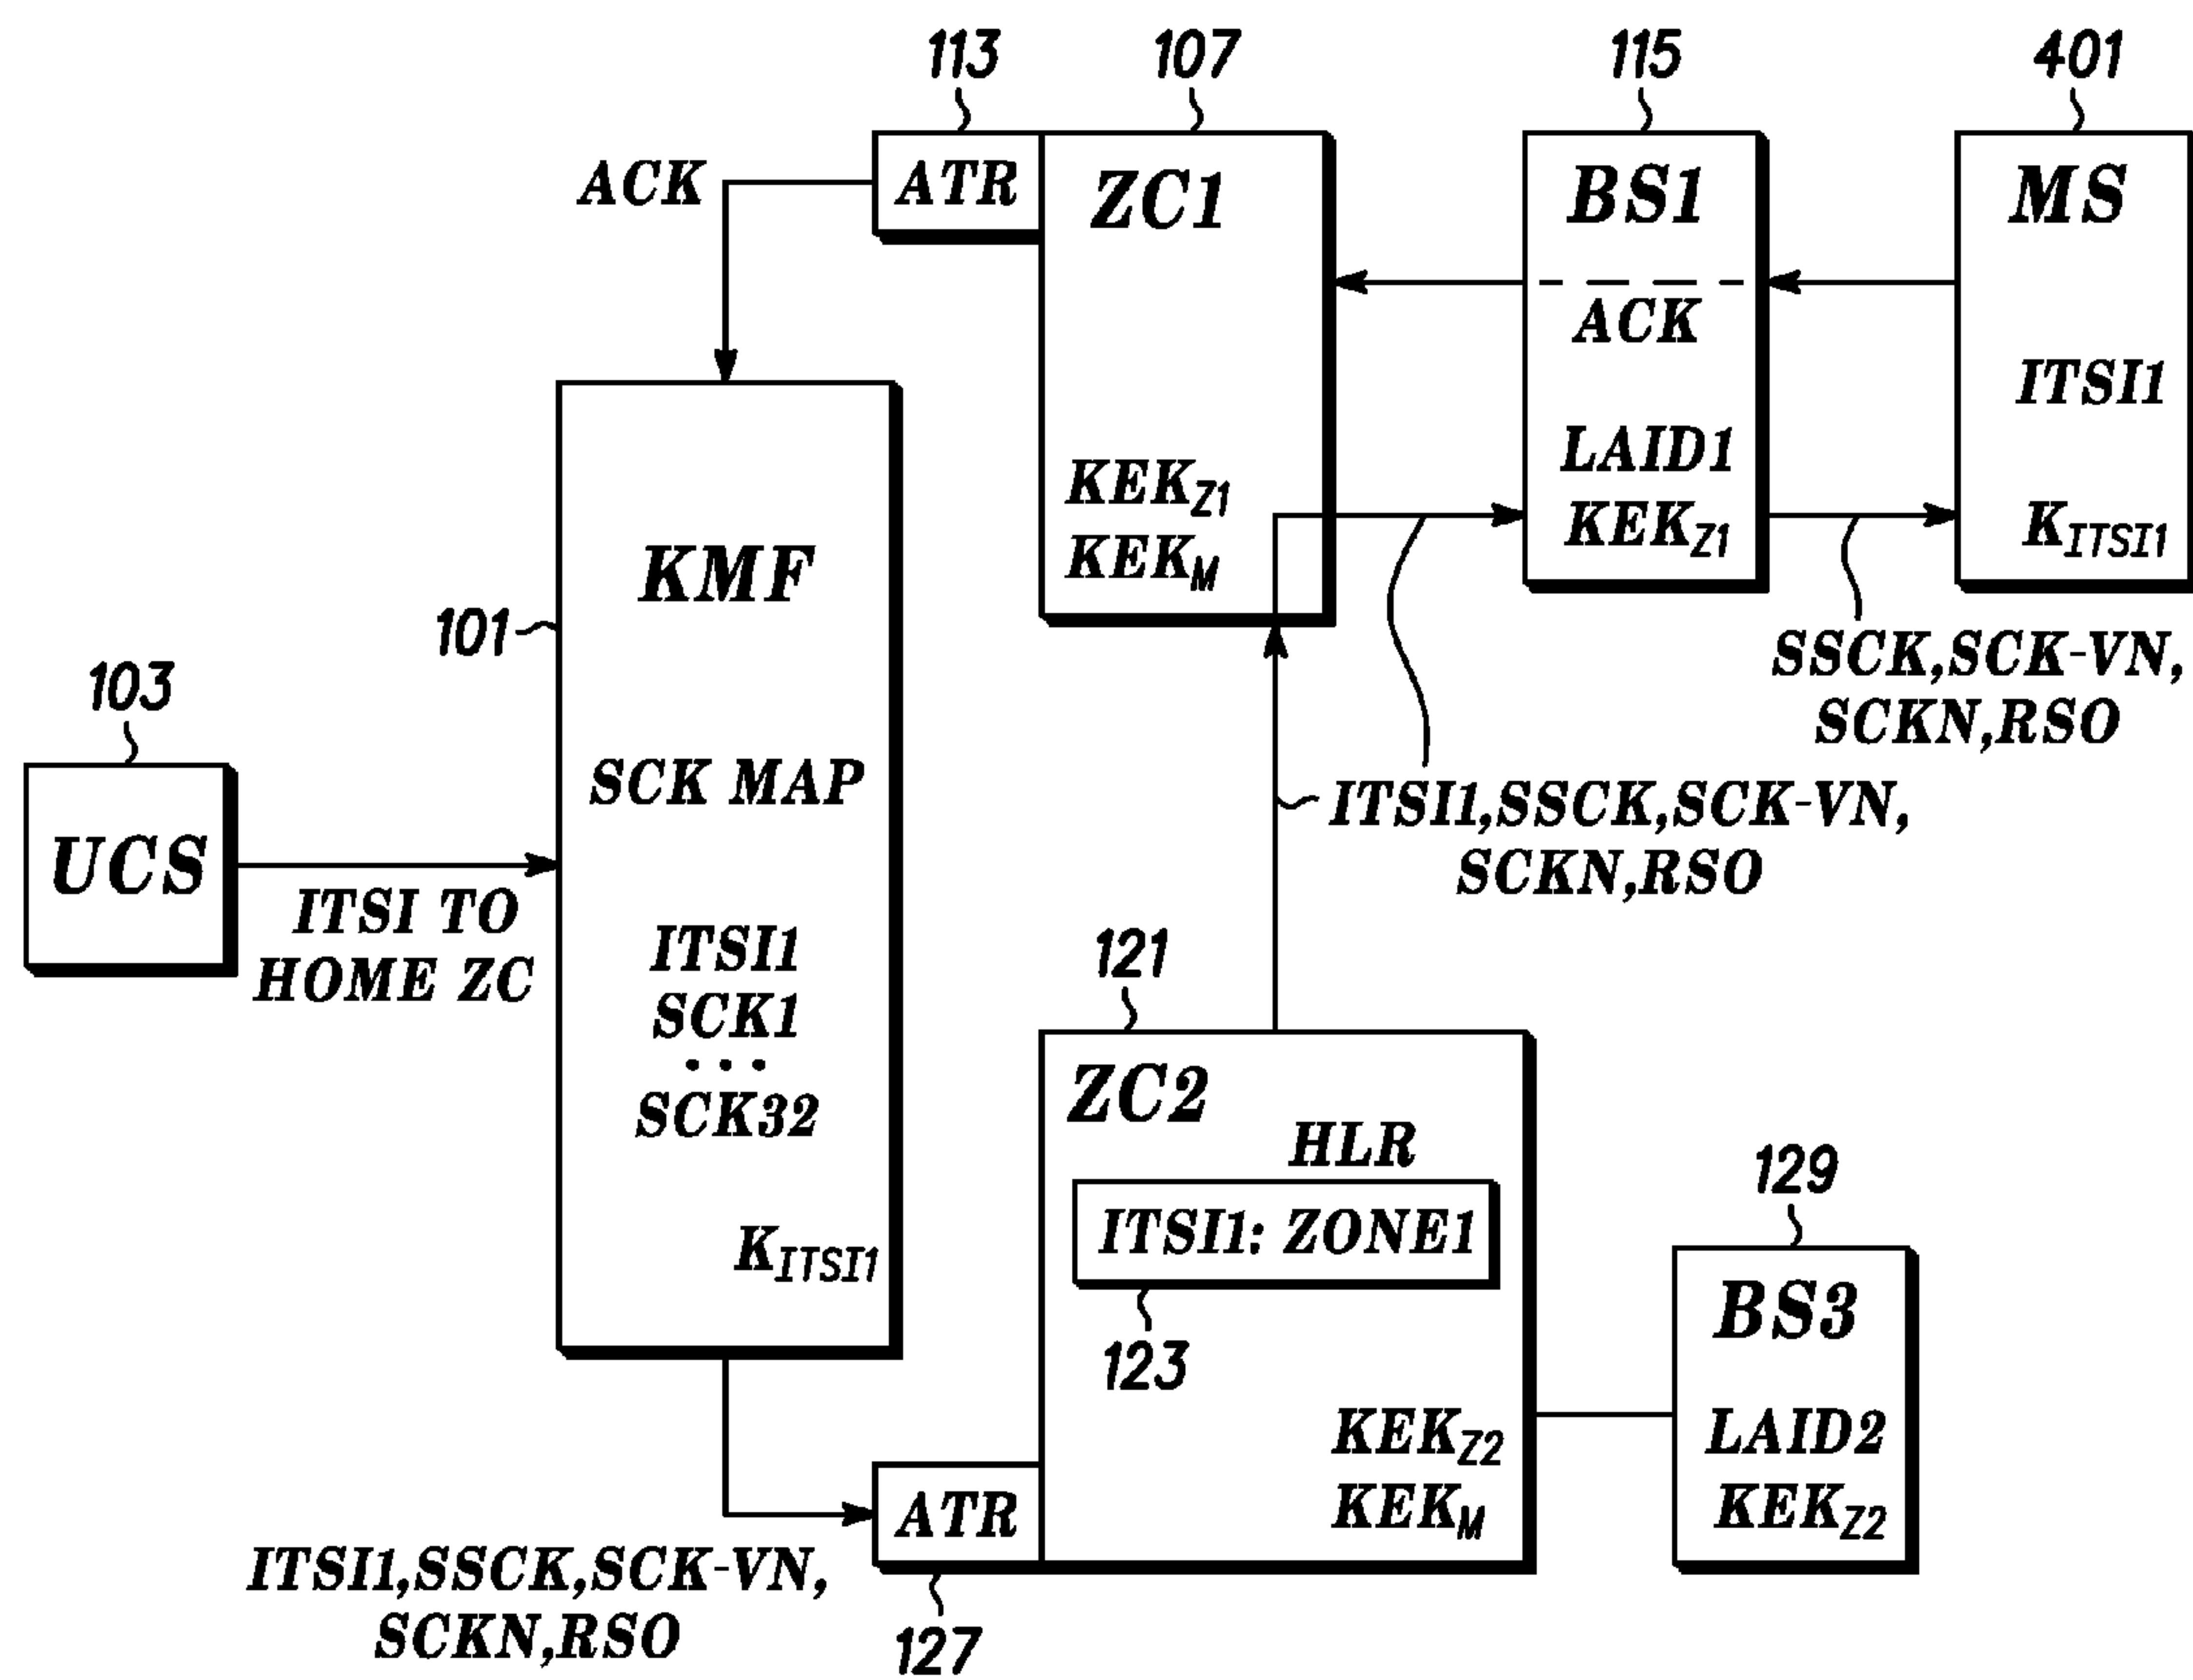 113
107
115
401
ACK
ATR
ZC1
BS1
MS
ACK
ITSI1
LAID1
KEKZ1
KEKM
KEKZ1
KITSI1
101
KMF
SSCK,SCK-VN,
SCKN,RSO
103
SCK MAP
ITSI1,SSCK,SCK-VN,
SCKN,RSO
UCS
ITSI TO
HOME ZC
ITSI1
SCK1
...
SCK32
KITSI1
121
ZC2
HLR
ITSI1: ZONE1
123
129
BS3
LAID2
KEKZ2
KEKZ2
KEKM
ATR
ITSI1,SSCK,SCK-VN,
SCKN,RSO
127